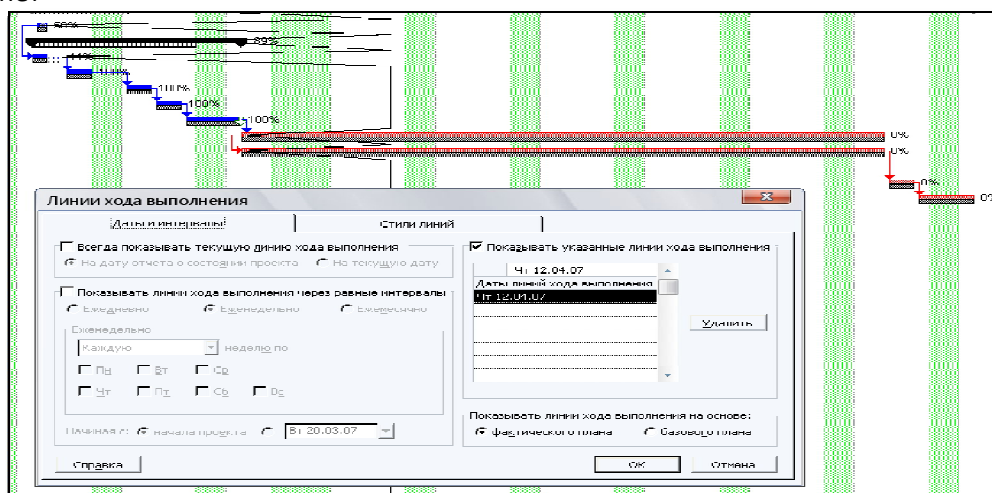 89%
100%
100%
100%
0%
0%
0%
0%
Линии хода выполнения
Даты и интервалы
Стили линий
Всегда показывать текущую линию хода выполнения
На дату отчета о состоянии проекта
На текущую дату
Показывать линии хода выполнения через равные интервалы
Ежедневно
Еженедельно
Ежемесячно
Еженедельно
Каждую
неделю по
Пн
Вт
Ср
Чт
Пт
Сб
Вс
Начиная с:
начала проекта
Вт 20.03.07
Показывать указанные линии хода выполнения
Чт 12.04.07
Даты линий хода выполнения
Чт 12.04.07
Удалить
Показывать линии хода выполнения на основе:
фактического плана
базового плана
Справка
ОК
Отмена